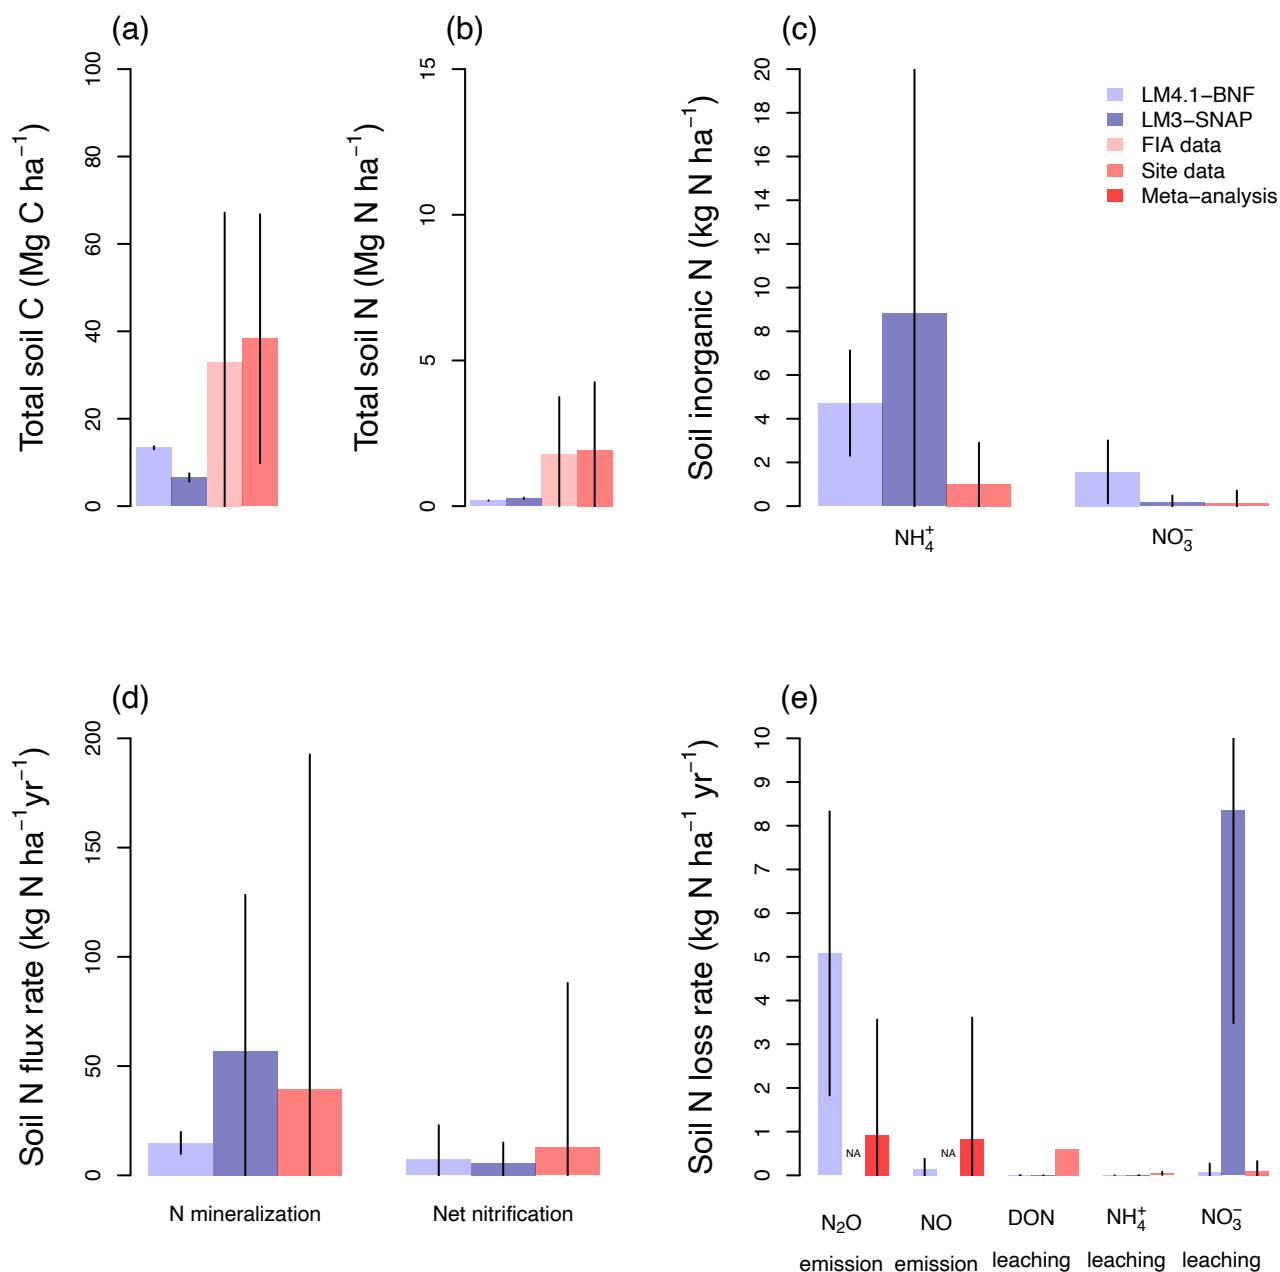 (a)
Total soil C (Mg C ha⁻¹)
0 20 40 60 80 100
(b)
Total soil N (Mg N ha⁻¹)
0 5 10 15
(c)
Soil inorganic N (kg N ha⁻¹)
0 2 4 6 8 10 12 14 16 18 20
LM4.1−BNF
LM3−SNAP
FIA data
Site data
Meta−analysis
NH₄⁺ NO₃⁻
(d)
Soil N flux rate (kg N ha⁻¹yr⁻¹)
0 50 100 150 200
N mineralization Net nitrification
(e)
Soil N loss rate (kg N ha⁻¹ yr⁻¹)
0 1 2 3 4 5 6 7 8 9 10
NA NA
N₂O NO DON NH₄⁺ NO₃⁻
emission emission leaching leaching leaching